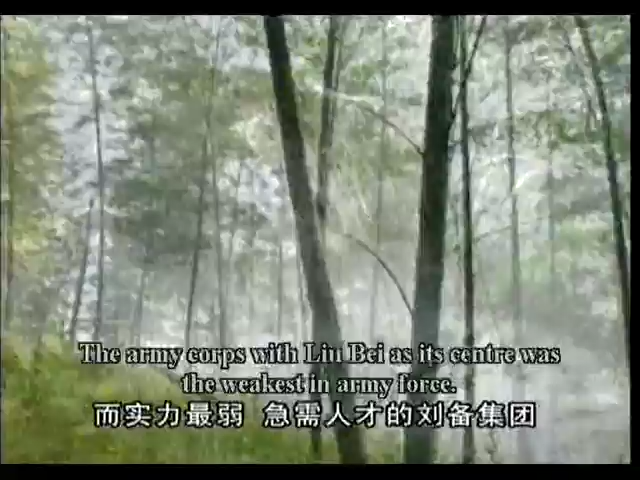 The army corps with Liu Bei as its centre was
the weakest in army force.
而实力最弱 急需人才的刘备集团